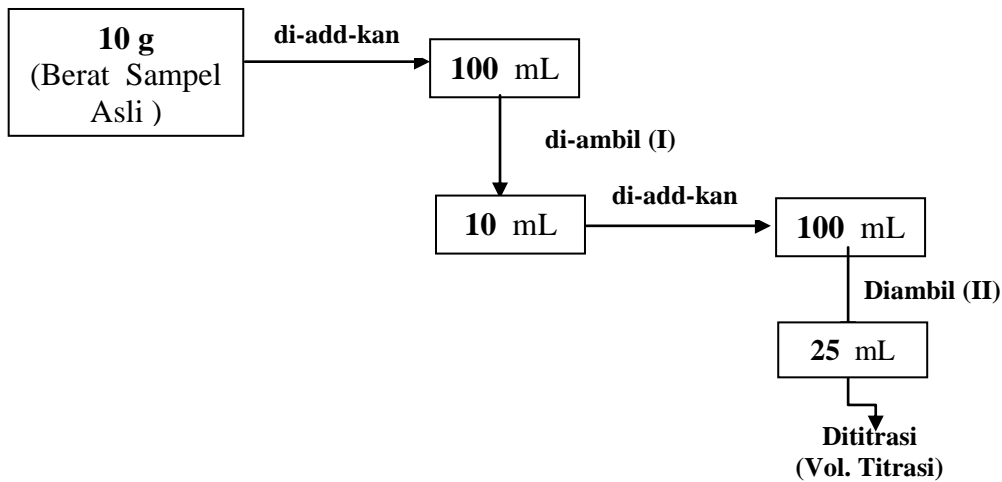 10 g
(Berat Sampel
Asli )
di-add-kan
100 mL
di-ambil (I)
10 mL
di-add-kan
100 mL
Diambil (II)
25 mL
Dititrasi
(Vol. Titrasi)